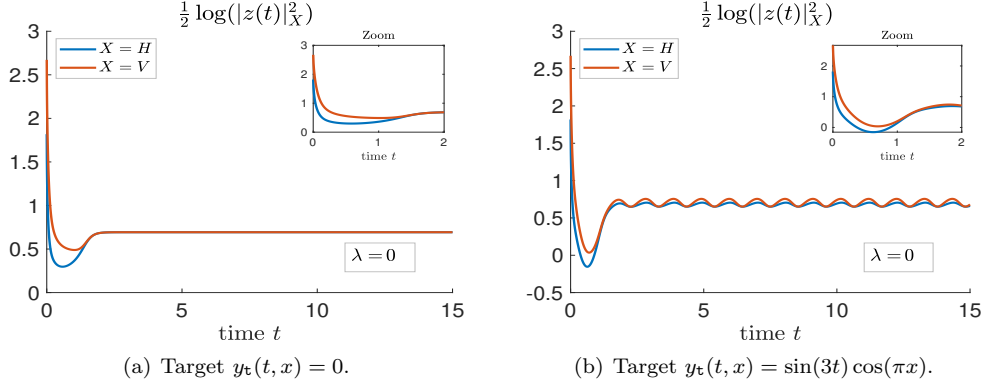 ½ log(|z(t)|²_X)
3
2.5
2
1.5
1
0.5
0
0 5 10 15
time t
X = H
X = V
Zoom
3
2
1
0
0 1 2
time t
λ = 0
(a) Target y_t(t, x) = 0.
½ log(|z(t)|²_X)
3
2.5
2
1.5
1
0.5
0
-0.5
0 5 10 15
time t
X = H
X = V
Zoom
2
1
0
0 1 2
time t
λ = 0
(b) Target y_t(t, x) = sin(3t) cos(πx).